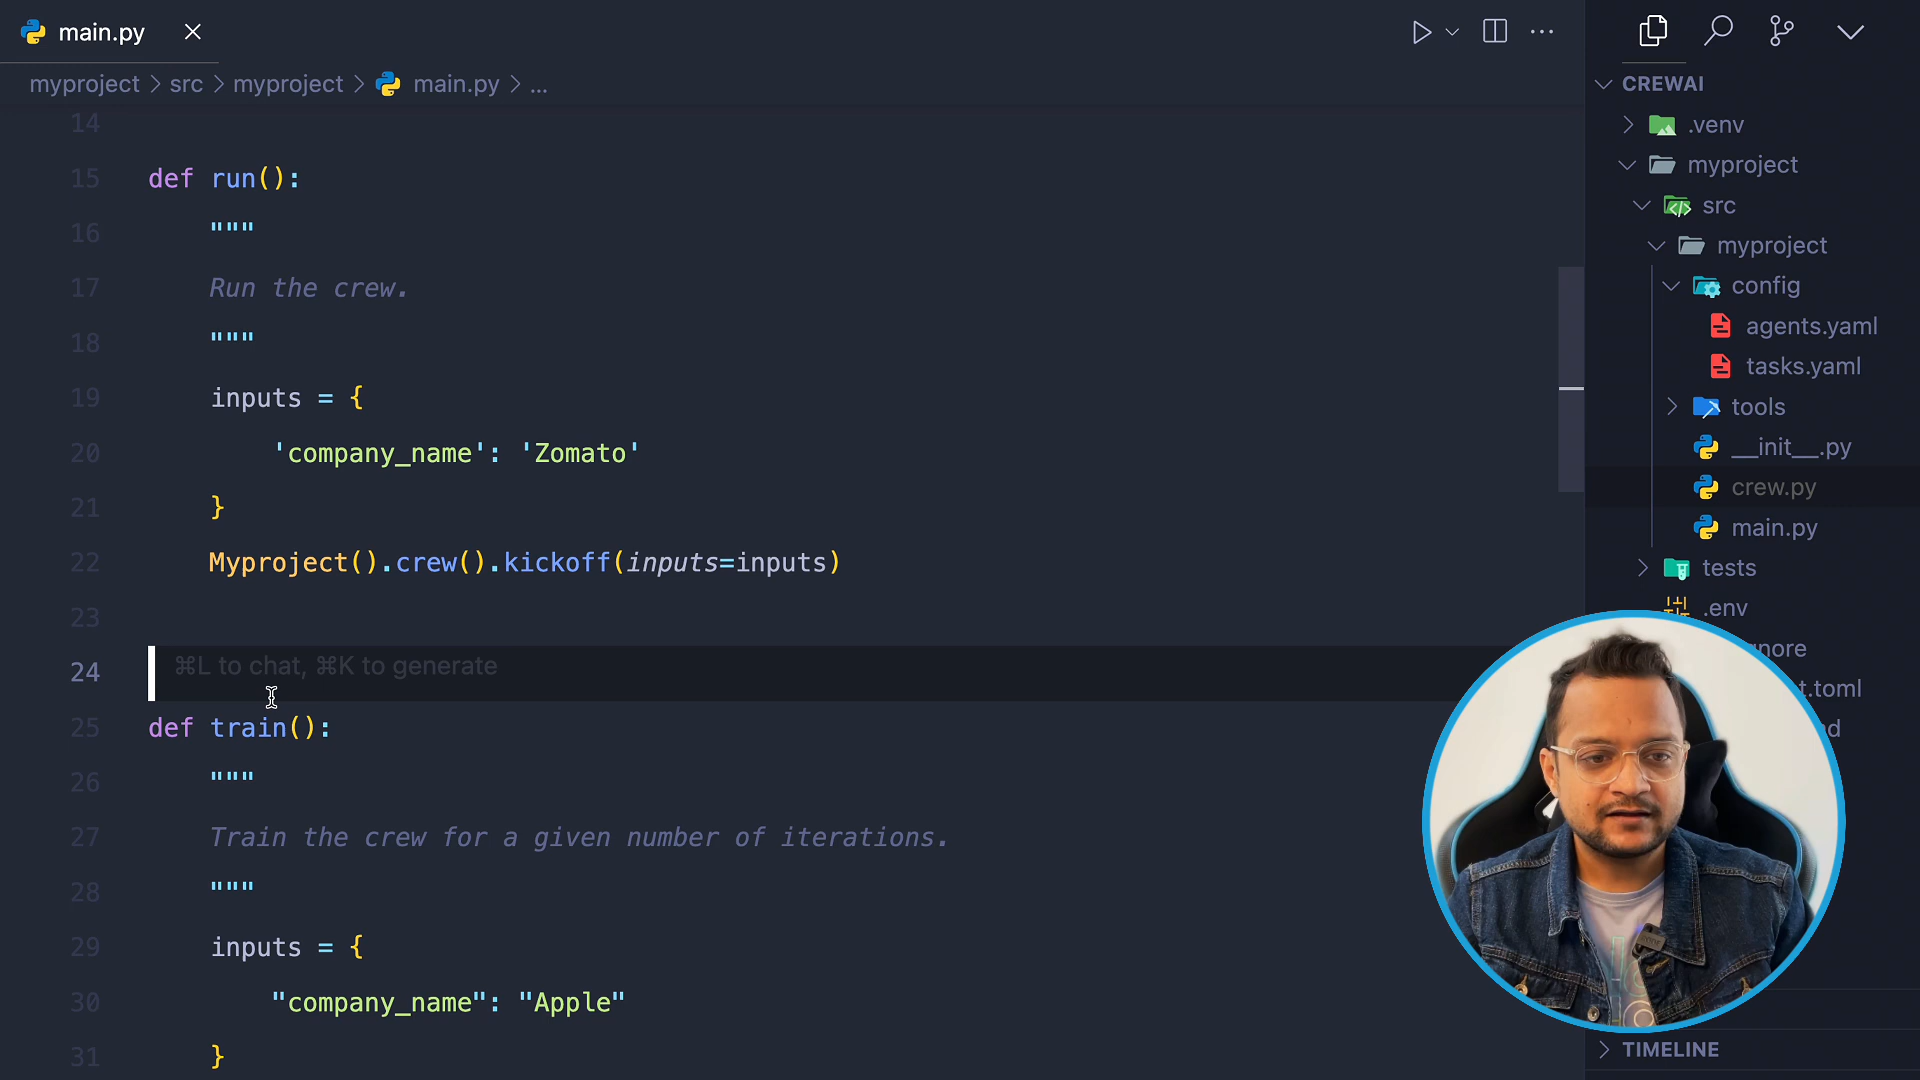 main.py
myproject > src > myproject > main.py > ...
14
15 def run():
16 """
17 Run the crew.
18 """
19 inputs = {
20 'company_name': 'Zomato'
21 }
22 Myproject().crew().kickoff(inputs=inputs)
23
24 ⌘L to chat, ⌘K to generate
25 def train():
26 """
27 Train the crew for a given number of iterations.
28 """
29 inputs = {
30 "company_name": "Apple"
31 }
CREWAI
.venv
myproject
src
myproject
config
agents.yaml
tasks.yaml
tools
__init__.py
crew.py
main.py
tests
.env
nore
t.toml
d
TIMELINE